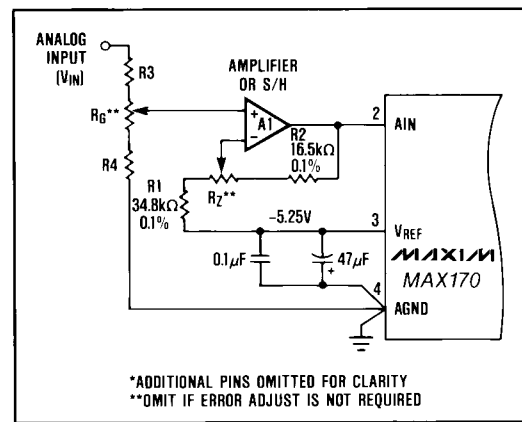 ANALOG
INPUT
(VIN)
R3
AMPLIFIER
OR S/H
RG**
+
A1
−
R2
16.5kΩ
0.1%
2
AIN
R4
R1
34.8kΩ
0.1%
RZ**
−5.25V
3
VREF
0.1μF
47μF
+
MAXIM
MAX170
4
AGND
*ADDITIONAL PINS OMITTED FOR CLARITY
**OMIT IF ERROR ADJUST IS NOT REQUIRED